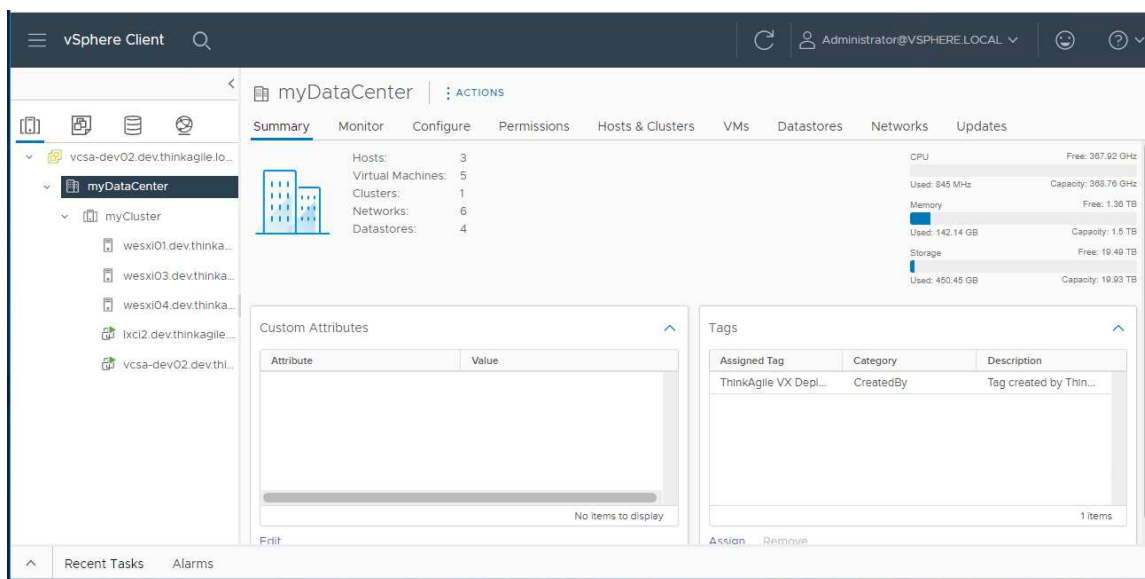 vSphere Client
Administrator@VSPHERE.LOCAL
myDataCenter
ACTIONS
Summary Monitor Configure Permissions Hosts & Clusters VMs Datastores Networks Updates
vcsa-dev02.dev.thinkagile.lo...
myDataCenter
myCluster
wesxi01.dev.thinka...
wesxi03.dev.thinka...
wesxi04.dev.thinka...
lxci2.dev.thinkagile....
vcsa-dev02.dev.thi...
Hosts: 3
Virtual Machines: 5
Clusters: 1
Networks: 6
Datastores: 4
CPU Free: 367.92 GHz
Used: 845 MHz Capacity: 368.76 GHz
Memory Free: 1.36 TB
Used: 142.14 GB Capacity: 1.5 TB
Storage Free: 19.49 TB
Used: 450.45 GB Capacity: 19.93 TB
Custom Attributes
Attribute Value
No items to display
Edit
Tags
Assigned Tag Category Description
ThinkAgile VX Depl... CreatedBy Tag created by Thin...
1 items
Assign Remove
Recent Tasks Alarms